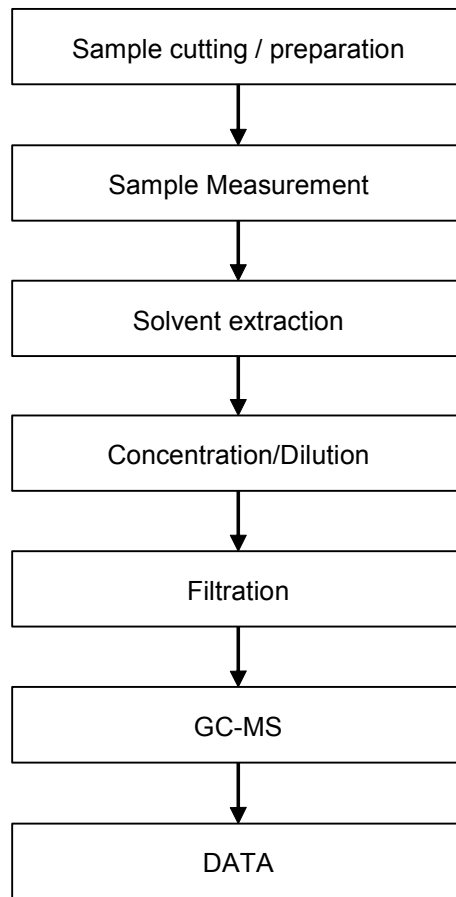 Sample cutting / preparation
Sample Measurement
Solvent extraction
Concentration/Dilution
Filtration
GC-MS
DATA